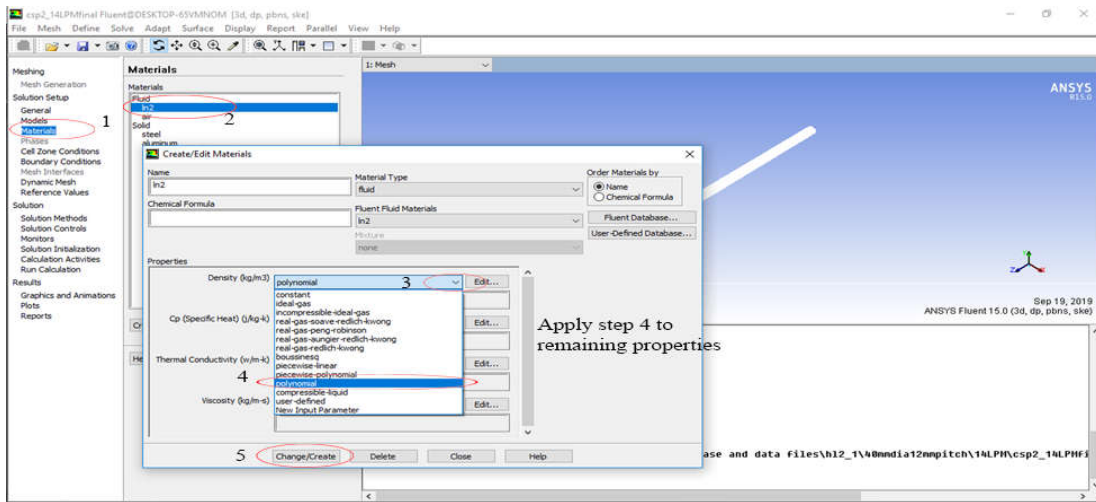 csp2_14LPMfinal Fluent@DESKTOP-65VMNOM [3d, dp, pbns, ske]
File Mesh Define Solve Adapt Surface Display Report Parallel View Help
Meshing
Mesh Generation
Solution Setup
General
Models
Materials
Phases
Cell Zone Conditions
Boundary Conditions
Mesh Interfaces
Dynamic Mesh
Reference Values
Solution
Solution Methods
Solution Controls
Monitors
Solution Initialization
Calculation Activities
Run Calculation
Results
Graphics and Animations
Plots
Reports
1
Materials
Materials
Fluid
ln2
air
Solid
steel
aluminum
2
1: Mesh
ANSYS
R15.0
Create/Edit Materials
Name
ln2
Chemical Formula
Material Type
fluid
Fluent Fluid Materials
ln2
Mixture
none
Order Materials by
Name
Chemical Formula
Fluent Database...
User-Defined Database...
Properties
Density (kg/m3)
polynomial
3
Edit...
constant
ideal-gas
incompressible-ideal-gas
real-gas-soave-redlich-kwong
real-gas-peng-robinson
real-gas-aungier-redlich-kwong
real-gas-redlich-kwong
boussinesq
piecewise-linear
piecewise-polynomial
polynomial
compressible-liquid
user-defined
New Input Parameter
Cp (Specific Heat) (j/kg-k)
Edit...
Thermal Conductivity (w/m-k)
Edit...
4
Viscosity (kg/m-s)
Edit...
Apply step 4 to
remaining properties
5
Change/Create
Delete
Close
Help
Y
Z
X
Sep 19, 2019
ANSYS Fluent 15.0 (3d, dp, pbns, ske)
ase and data files\hl2_1\40mmdia12mmpitch\14LPM\csp2_14LPMfi